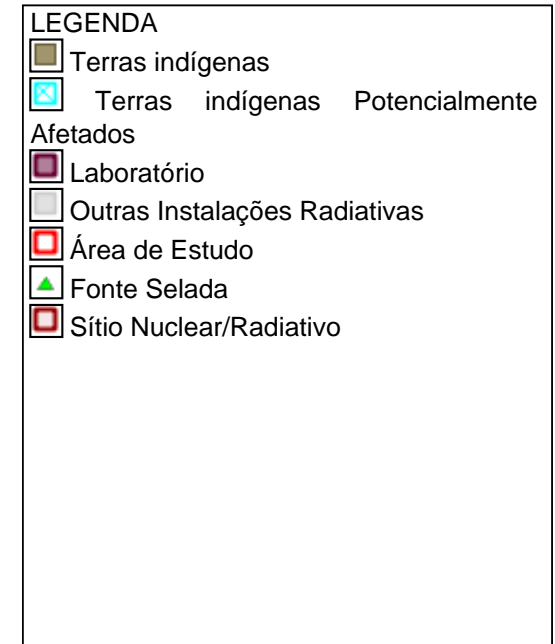 LEGENDA
Terras indígenas
Terras indígenas Potencialmente
Afetados
Laboratório
Outras Instalações Radiativas
Área de Estudo
Fonte Selada
Sítio Nuclear/Radiativo